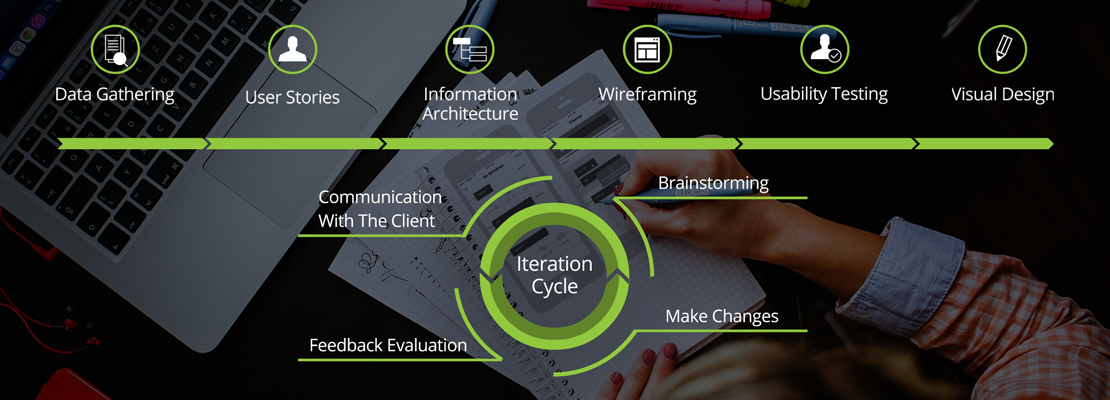 Data Gathering
User Stories
Information
Architecture
Wireframing
Usability Testing
Visual Design
Communication
With The Client
Brainstorming
Iteration
Cycle
Feedback Evaluation
Make Changes